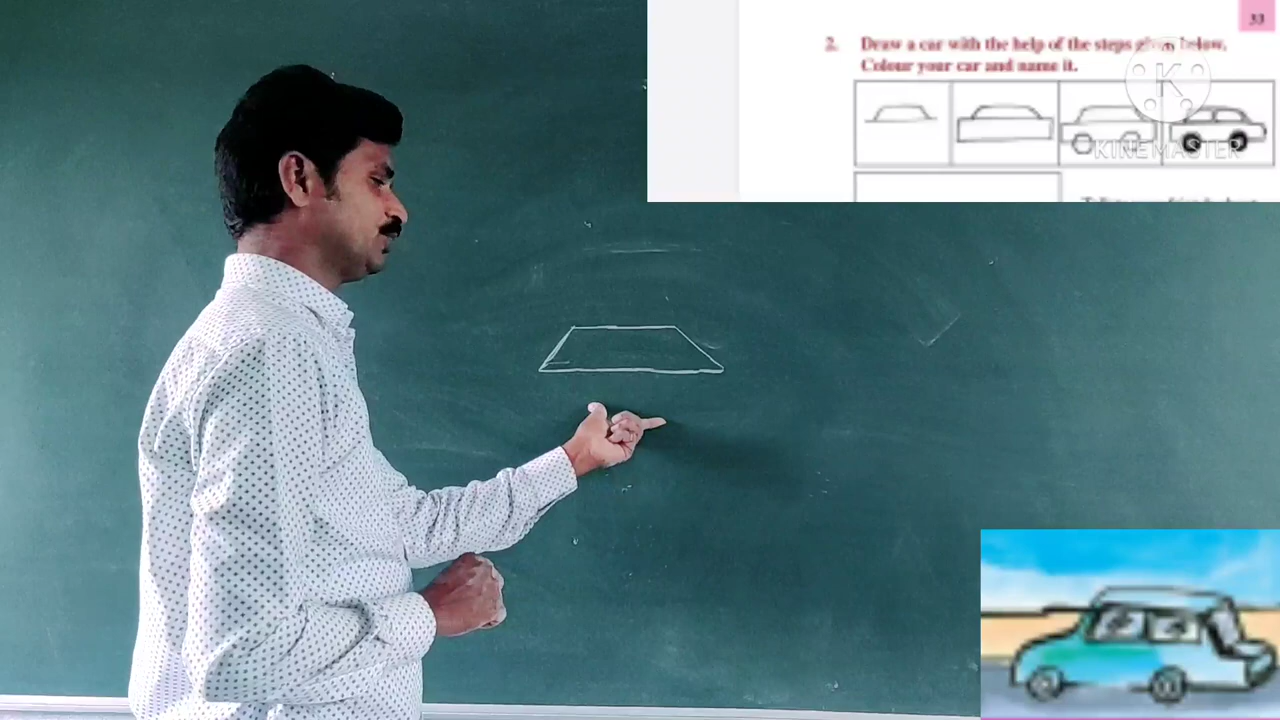 33
2. Draw a car with the help of the steps given below.
Colour your car and name it.
K
KINEMASTER